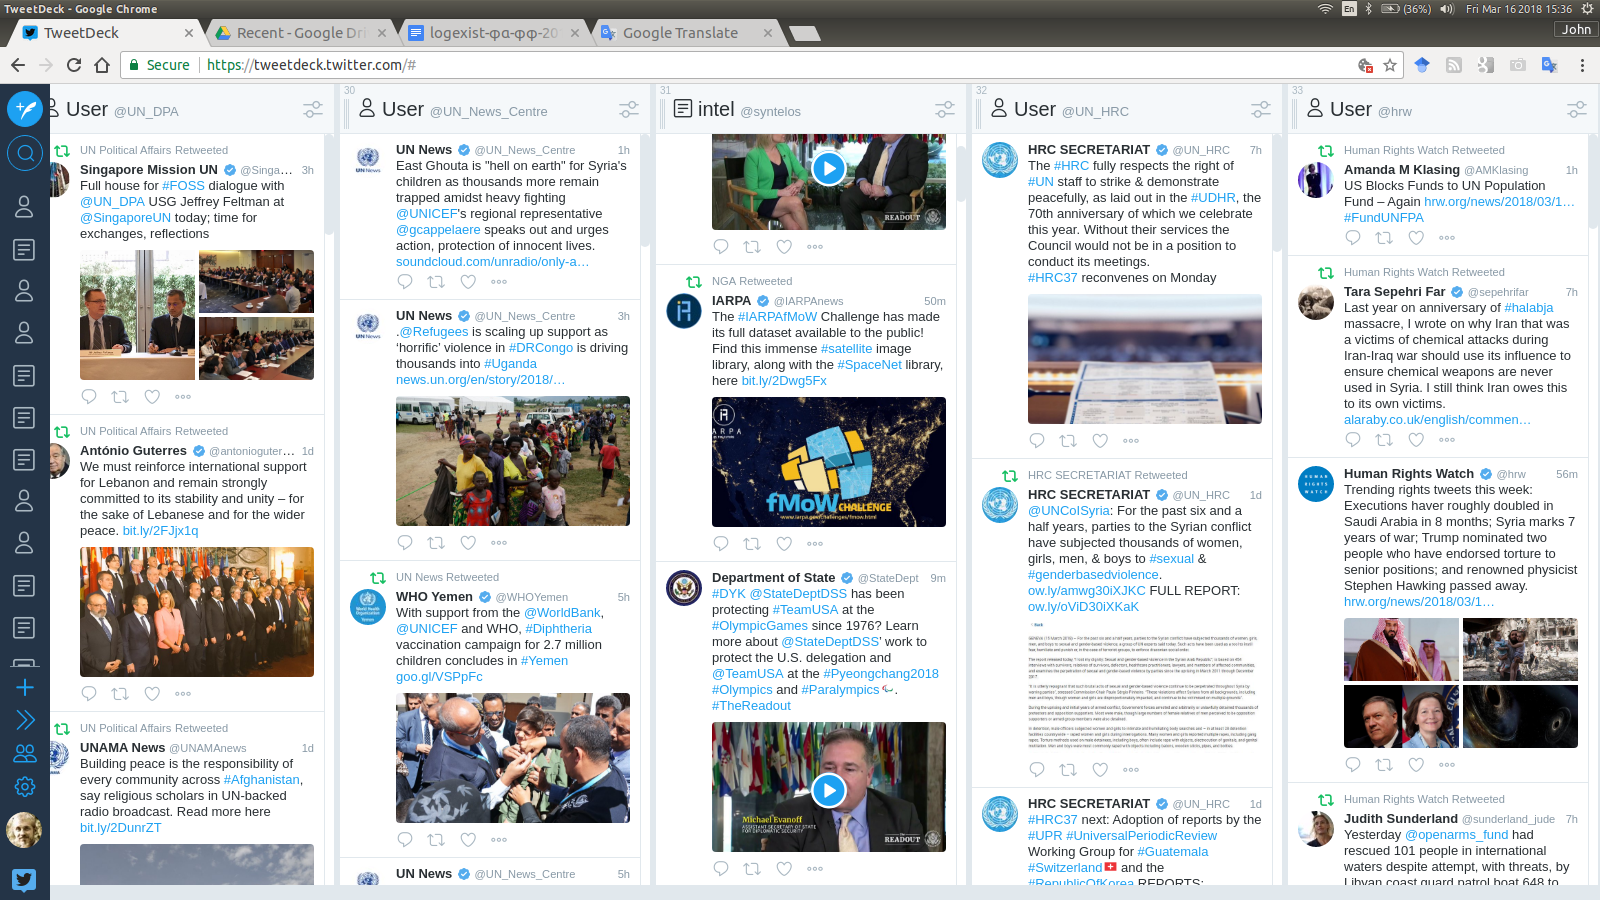 TweetDeck - Google Chrome
En
(36%)
Fri Mar 16 2018 15:36
TweetDeck
Recent - Google Dri
logexist-φα-φφ-20
Google Translate
John
Secure
https://tweetdeck.twitter.com/#
User @UN_DPA
UN Political Affairs Retweeted
Singapore Mission UN @Singa... 3h
Full house for #FOSS dialogue with
@UN_DPA USG Jeffrey Feltman at
@SingaporeUN today; time for
exchanges, reflections
UN Political Affairs Retweeted
António Guterres @antonioguter... 1d
We must reinforce international support
for Lebanon and remain strongly
committed to its stability and unity – for
the sake of Lebanese and for the wider
peace. bit.ly/2FJjx1q
UN Political Affairs Retweeted
UNAMA News @UNAMAnews 1d
Building peace is the responsibility of
every community across #Afghanistan,
say religious scholars in UN-backed
radio broadcast. Read more here
bit.ly/2DunrZT
30
User @UN_News_Centre
UN News @UN_News_Centre 1h
East Ghouta is "hell on earth" for Syria's
children as thousands more remain
trapped amidst heavy fighting
@UNICEF's regional representative
@gcappelaere speaks out and urges
action, protection of innocent lives.
soundcloud.com/unradio/only-a…
UN News @UN_News_Centre 3h
.@Refugees is scaling up support as
‘horrific’ violence in #DRCongo is driving
thousands into #Uganda
news.un.org/en/story/2018/…
UN News Retweeted
WHO Yemen @WHOYemen 5h
With support from the @WorldBank,
@UNICEF and WHO, #Diphtheria
vaccination campaign for 2.7 million
children concludes in #Yemen
goo.gl/VSPpFc
UN News @UN_News_Centre 5h
31
intel @syntelos
THE READOUT
NGA Retweeted
IARPA @IARPAnews 50m
The #IARPAfMoW Challenge has made
its full dataset available to the public!
Find this immense #satellite image
library, along with the #SpaceNet library,
here bit.ly/2Dwg5Fx
IARPA
fMoW CHALLENGE
www.iarpa.gov/challenges/fmow.html
Department of State @StateDept 9m
#DYK @StateDeptDSS has been
protecting #TeamUSA at the
#OlympicGames since 1976? Learn
more about @StateDeptDSS' work to
protect the U.S. delegation and
@TeamUSA at the #Pyeongchang2018
#Olympics and #Paralympics.
#TheReadout
Michael Evanoff
ASSISTANT SECRETARY OF STATE
FOR DIPLOMATIC SECURITY
THE READOUT
32
User @UN_HRC
HRC SECRETARIAT @UN_HRC 7h
The #HRC fully respects the right of
#UN staff to strike & demonstrate
peacefully, as laid out in the #UDHR, the
70th anniversary of which we celebrate
this year. Without their services the
Council would not be in a position to
conduct its meetings.
#HRC37 reconvenes on Monday
HRC SECRETARIAT Retweeted
HRC SECRETARIAT @UN_HRC 1d
@UNCoISyria: For the past six and a
half years, parties to the Syrian conflict
have subjected thousands of women,
girls, men, & boys to #sexual &
#genderbasedviolence.
ow.ly/amwg30iXJKC FULL REPORT:
ow.ly/oViD30iXKaK
HRC SECRETARIAT @UN_HRC 1d
#HRC37 next: Adoption of reports by the
#UPR #UniversalPeriodicReview
Working Group for #Guatemala
#Switzerland and the
#RepublicOfKorea REPORTS:
33
User @hrw
Human Rights Watch Retweeted
Amanda M Klasing @AMKlasing 1h
US Blocks Funds to UN Population
Fund – Again hrw.org/news/2018/03/1…
#FundUNFPA
Human Rights Watch Retweeted
Tara Sepehri Far @sepehrifar 7h
Last year on anniversary of #halabja
massacre, I wrote on why Iran that was
a victims of chemical attacks during
Iran-Iraq war should use its influence to
ensure chemical weapons are never
used in Syria. I still think Iran owes this
to its own victims.
alaraby.co.uk/english/commen…
Human Rights Watch @hrw 56m
Trending rights tweets this week:
Executions haver roughly doubled in
Saudi Arabia in 8 months; Syria marks 7
years of war; Trump nominated two
people who have endorsed torture to
senior positions; and renowned physicist
Stephen Hawking passed away.
hrw.org/news/2018/03/1…
Human Rights Watch Retweeted
Judith Sunderland @sunderland_jude 7h
Yesterday @openarms_fund had
rescued 101 people in international
waters despite attempt, with threats, by
Libyan coast guard patrol boat 648 to